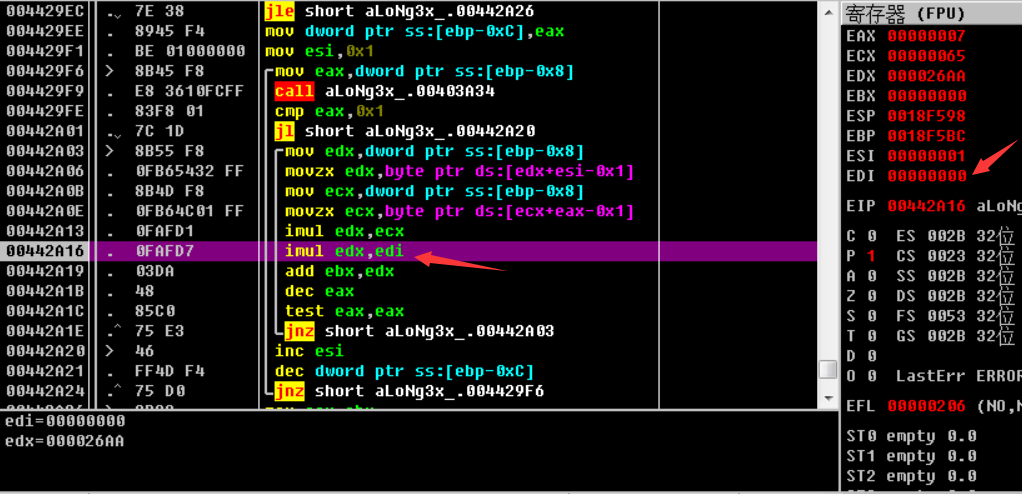 004429EC . 7E 38 jle short aLoNg3x_.00442A26
004429EE . 8945 F4 mov dword ptr ss:[ebp-0xC],eax
004429F1 . BE 01000000 mov esi,0x1
004429F6 > 8B45 F8 mov eax,dword ptr ss:[ebp-0x8]
004429F9 . E8 3610FCFF call aLoNg3x_.00403A34
004429FE . 83F8 01 cmp eax,0x1
00442A01 . 7C 1D jl short aLoNg3x_.00442A20
00442A03 > 8B55 F8 mov edx,dword ptr ss:[ebp-0x8]
00442A06 . 0FB65432 FF movzx edx,byte ptr ds:[edx+esi-0x1]
00442A0B . 8B4D F8 mov ecx,dword ptr ss:[ebp-0x8]
00442A0E . 0FB64C01 FF movzx ecx,byte ptr ds:[ecx+eax-0x1]
00442A13 . 0FAFD1 imul edx,ecx
00442A16 . 0FAFD7 imul edx,edi
00442A19 . 03DA add ebx,edx
00442A1B . 48 dec eax
00442A1C . 85C0 test eax,eax
00442A1E .^ 75 E3 jnz short aLoNg3x_.00442A03
00442A20 > 46 inc esi
00442A21 . FF4D F4 dec dword ptr ss:[ebp-0xC]
00442A24 .^ 75 D0 jnz short aLoNg3x_.004429F6
edi=00000000
edx=000026AA
寄存器 (FPU)
EAX 00000007
ECX 00000065
EDX 000026AA
EBX 00000000
ESP 0018F598
EBP 0018F5BC
ESI 00000001
EDI 00000000
EIP 00442A16 aLoN
C 0 ES 002B 32位
P 1 CS 0023 32位
A 0 SS 002B 32位
Z 0 DS 002B 32位
S 0 FS 0053 32位
T 0 GS 002B 32位
D 0
O 0 LastErr ERROR
EFL 00000206 (NO,N
ST0 empty 0.0
ST1 empty 0.0
ST2 empty 0.0